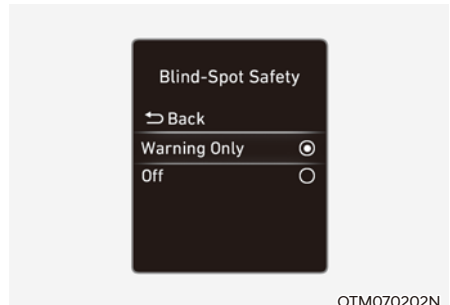 Blind-Spot Safety
Back
Warning Only
Off
OTM070202N